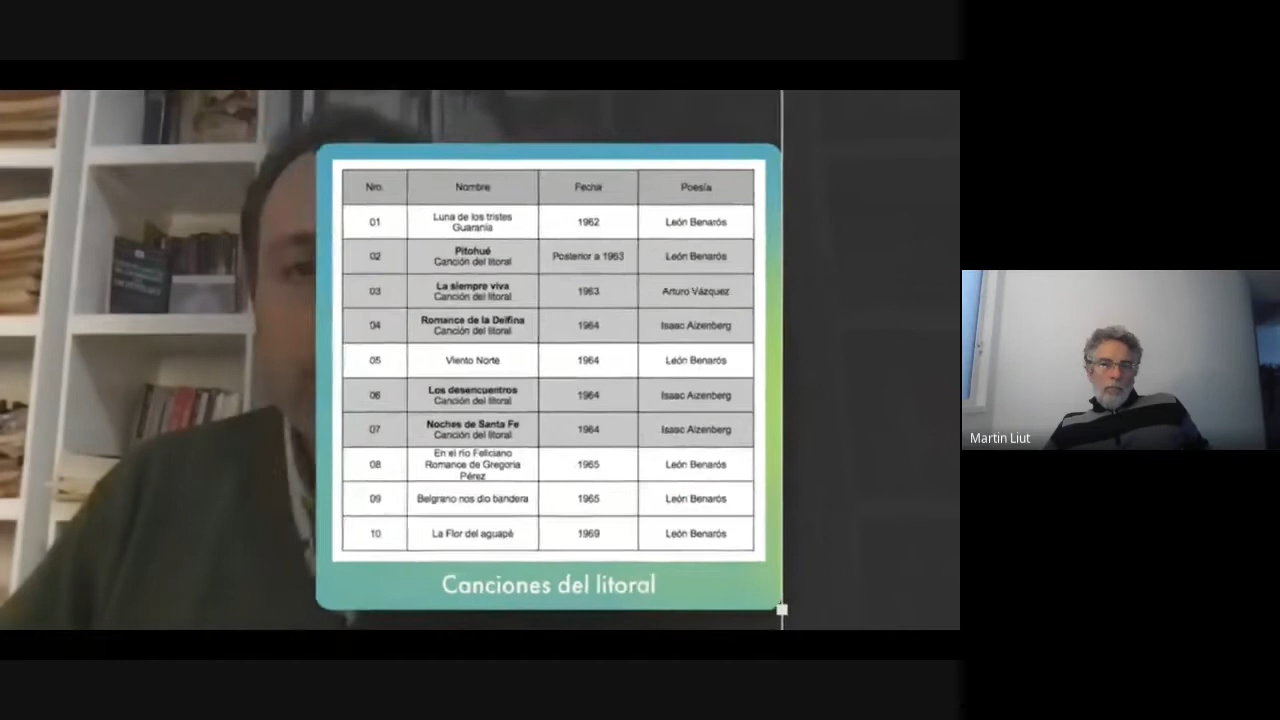 Nro. Nombre Fecha Poesía
01 Luna de los tristes Guarania 1962 León Benarós
02 Pitohué Canción del litoral Posterior a 1963 León Benarós
03 La siempre viva Canción del litoral 1963 Arturo Vázquez
04 Romance de la Delfina Canción del litoral 1964 Isaac Aizenberg
05 Viento Norte 1964 León Benarós
06 Los desencuentros Canción del litoral 1964 Isaac Aizenberg
07 Noches de Santa Fe Canción del litoral 1964 Isaac Aizenberg
08 En el río Feliciano Romance de Gregoria Pérez 1965 León Benarós
09 Belgrano nos dio bandera 1965 León Benarós
10 La Flor del aguapé 1969 León Benarós
Canciones del litoral
Martin Liut